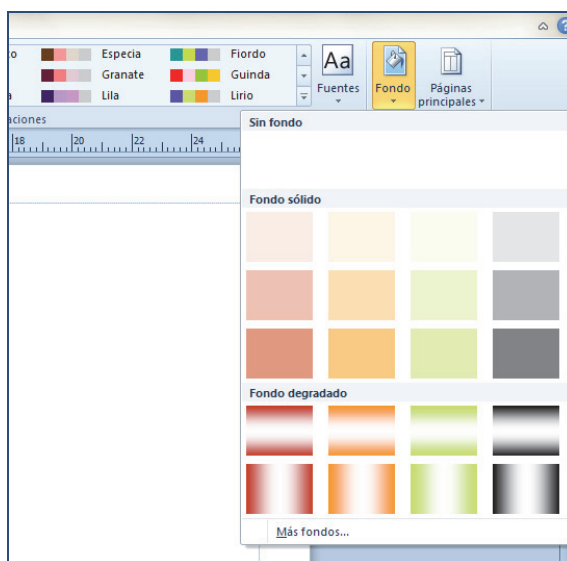 to Especia Fiordo
Granate Guinda
a Lila Lirio
Aa
Fuentes
Fondo
Páginas principales
aciones
18 20 22 24
Sin fondo
Fondo sólido
Fondo degradado
Más fondos...